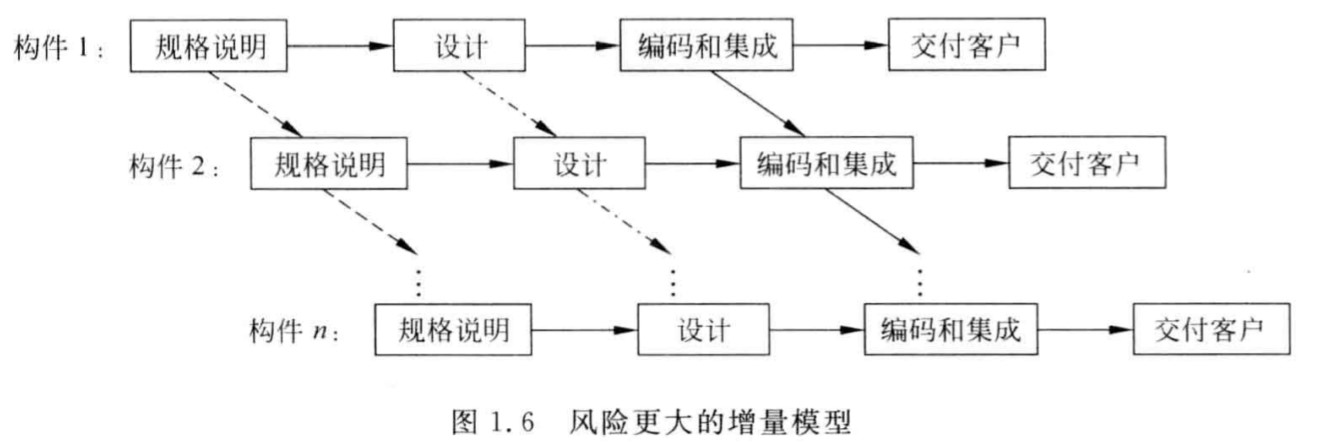 构件1： 规格说明 设计 编码和集成 交付客户
构件2： 规格说明 设计 编码和集成 交付客户
⋮ ⋮ ⋮
构件n： 规格说明 设计 编码和集成 交付客户
图1.6 风险更大的增量模型